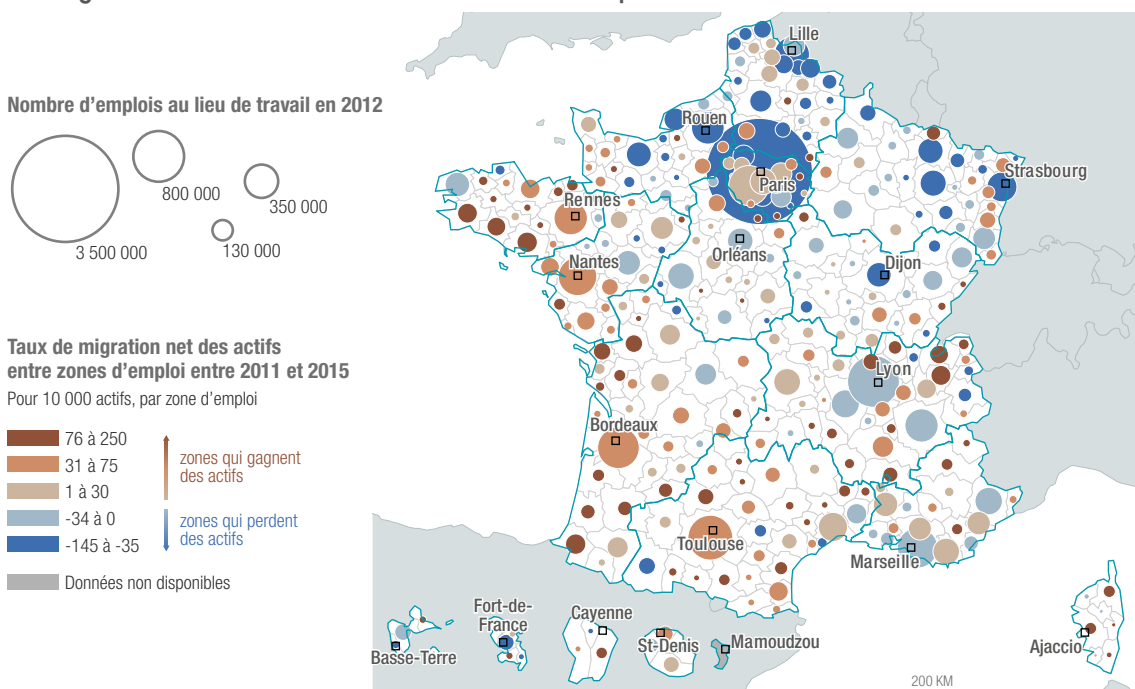 Nombre d'emplois au lieu de travail en 2012
800 000
350 000
3 500 000
130 000
Taux de migration net des actifs
entre zones d'emploi entre 2011 et 2015
Pour 10 000 actifs, par zone d'emploi
76 à 250
31 à 75
1 à 30
-34 à 0
-145 à -35
Données non disponibles
zones qui gagnent
des actifs
zones qui perdent
des actifs
Lille
Rouen
Paris
Strasbourg
Rennes
Orléans
Nantes
Dijon
Lyon
Bordeaux
Toulouse
Marseille
Ajaccio
Basse-Terre
Fort-de-
France
Cayenne
St-Denis
Mamoudzou
200 KM